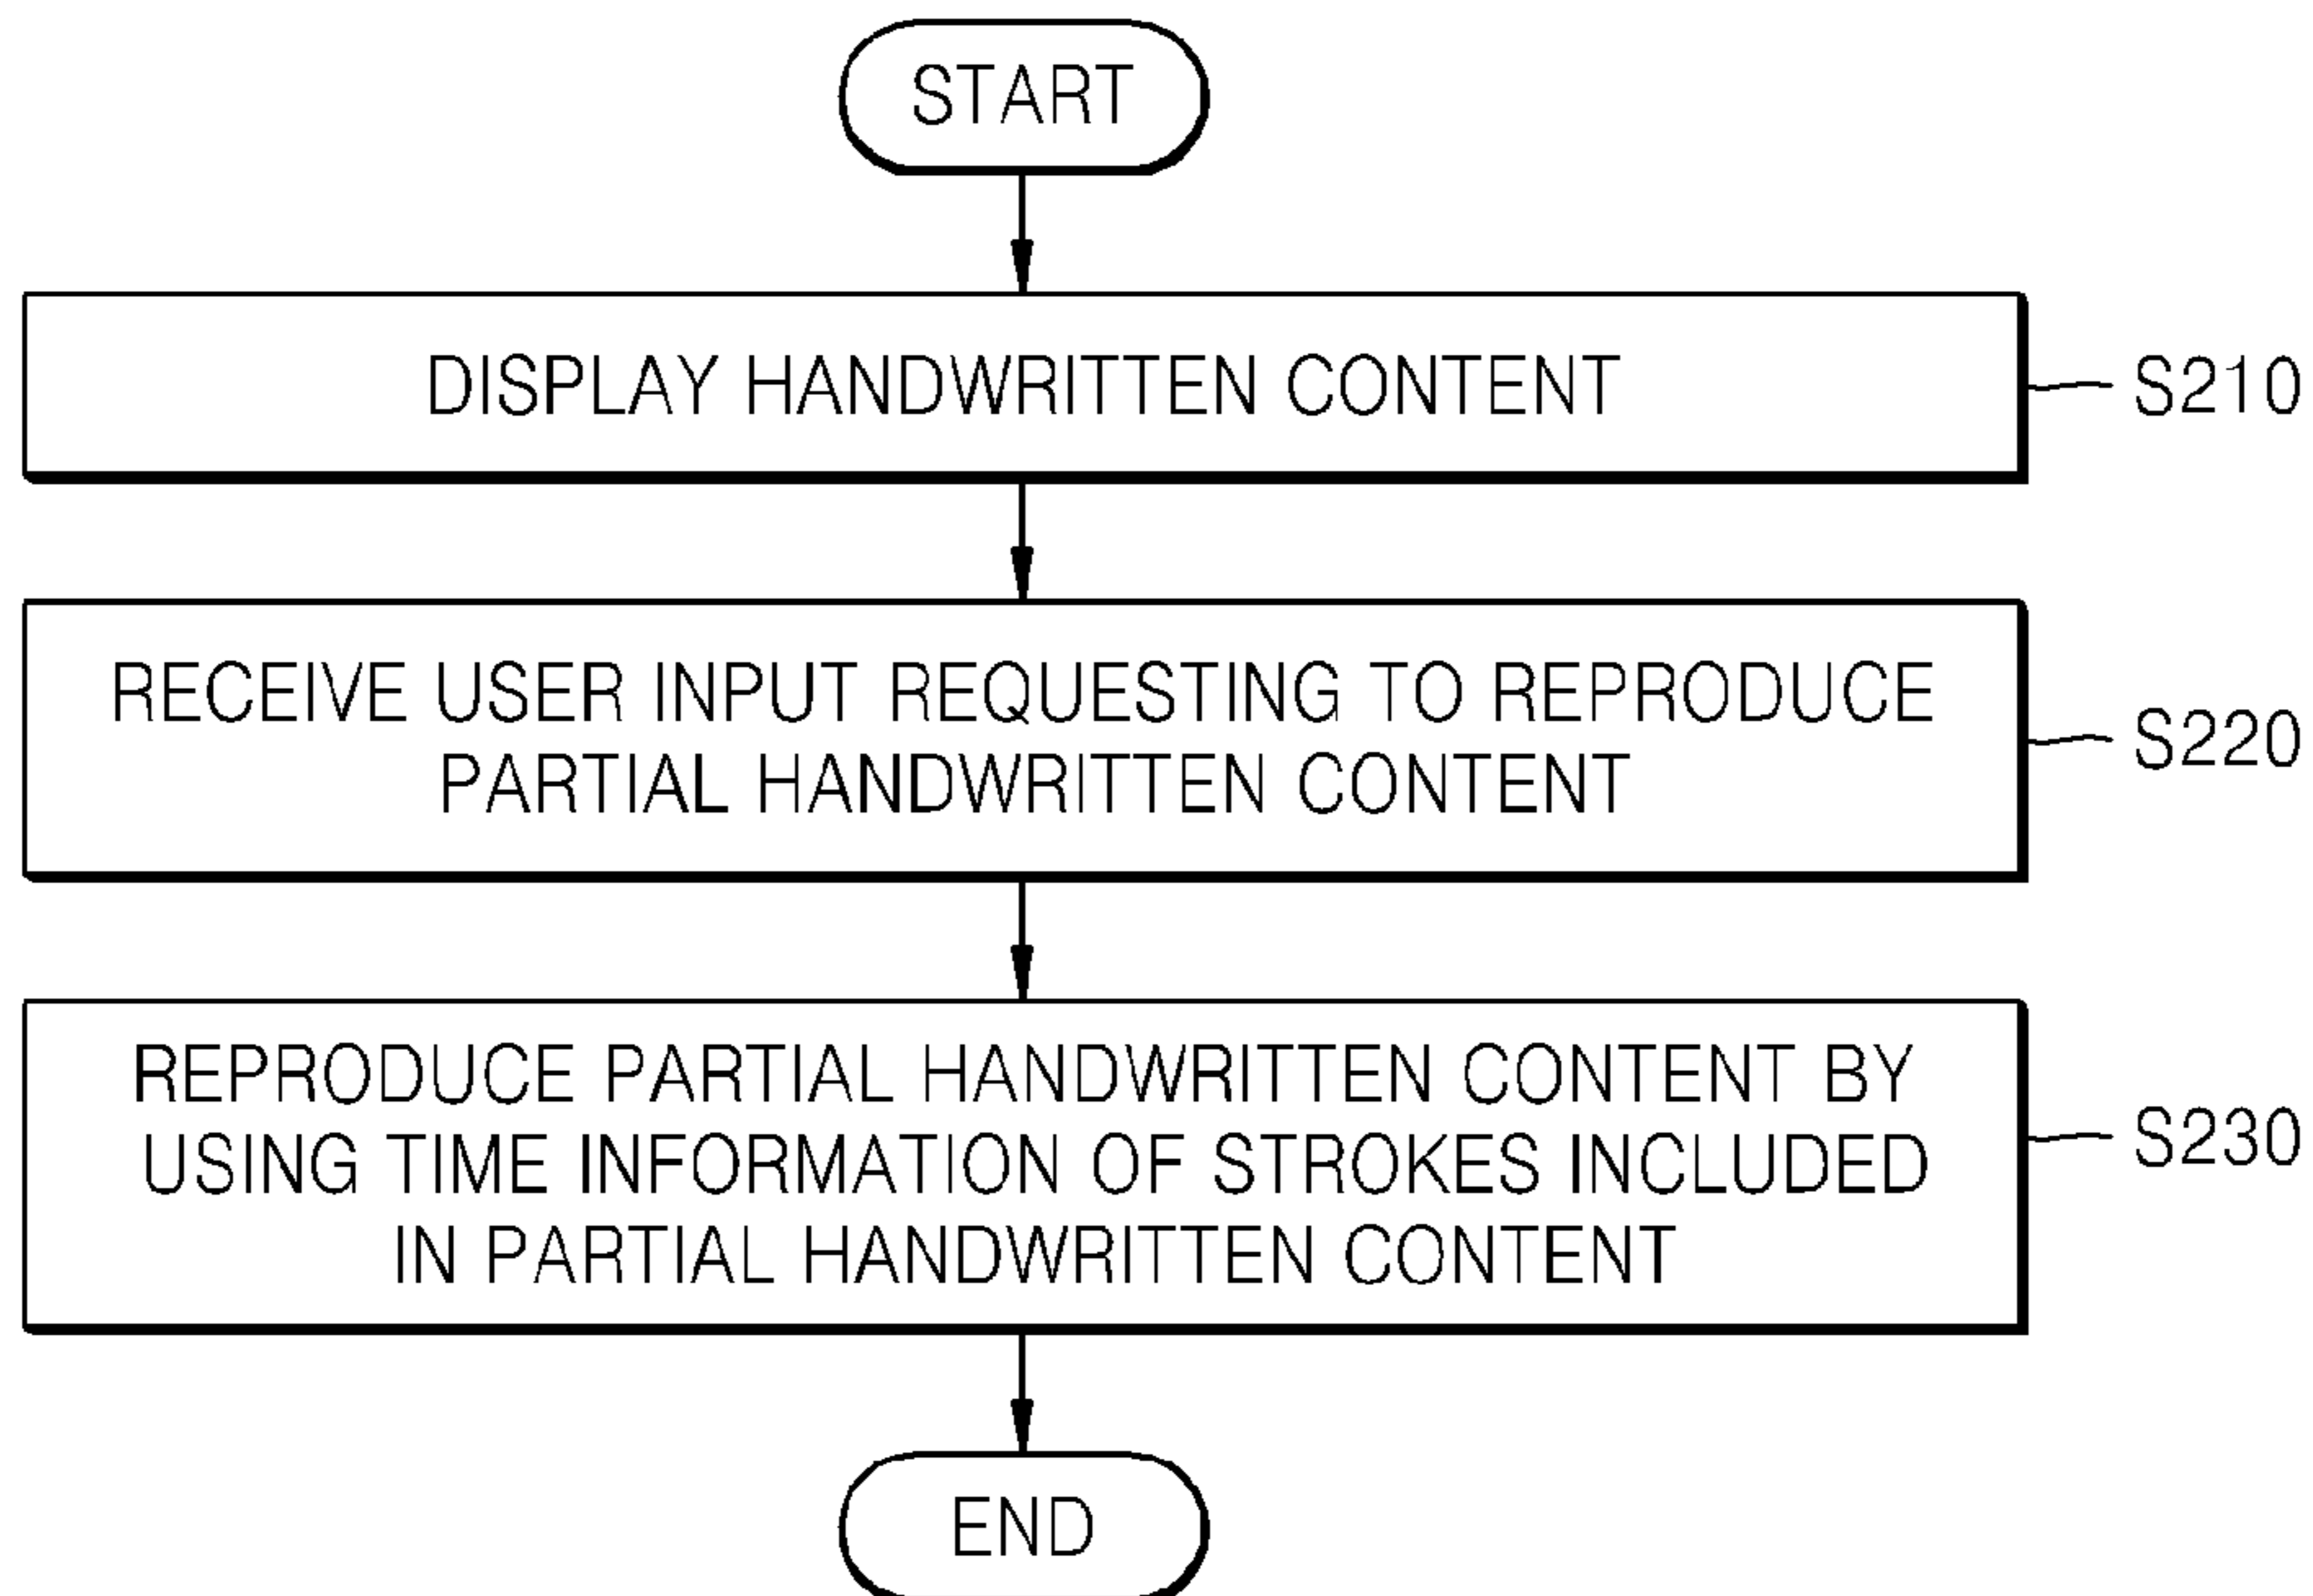 START
DISPLAY HANDWRITTEN CONTENT
S210
RECEIVE USER INPUT REQUESTING TO REPRODUCE
PARTIAL HANDWRITTEN CONTENT
S220
REPRODUCE PARTIAL HANDWRITTEN CONTENT BY
USING TIME INFORMATION OF STROKES INCLUDED
IN PARTIAL HANDWRITTEN CONTENT
S230
END